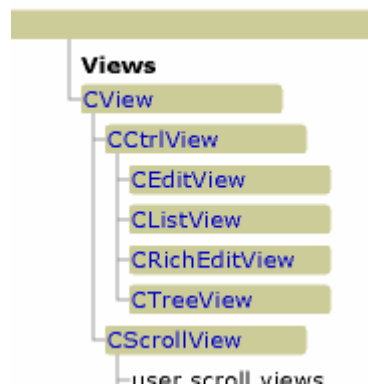 Views
CView
CCtrlView
CEditView
CListView
CRichEditView
CTreeView
CScrollView
user scroll views